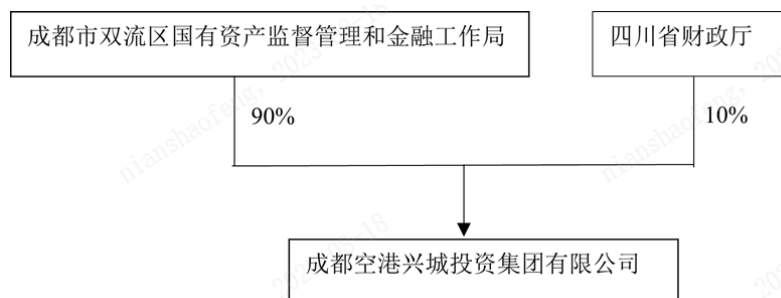 成都市双流区国有资产监督管理和金融工作局
四川省财政厅
90%
10%
成都空港兴城投资集团有限公司